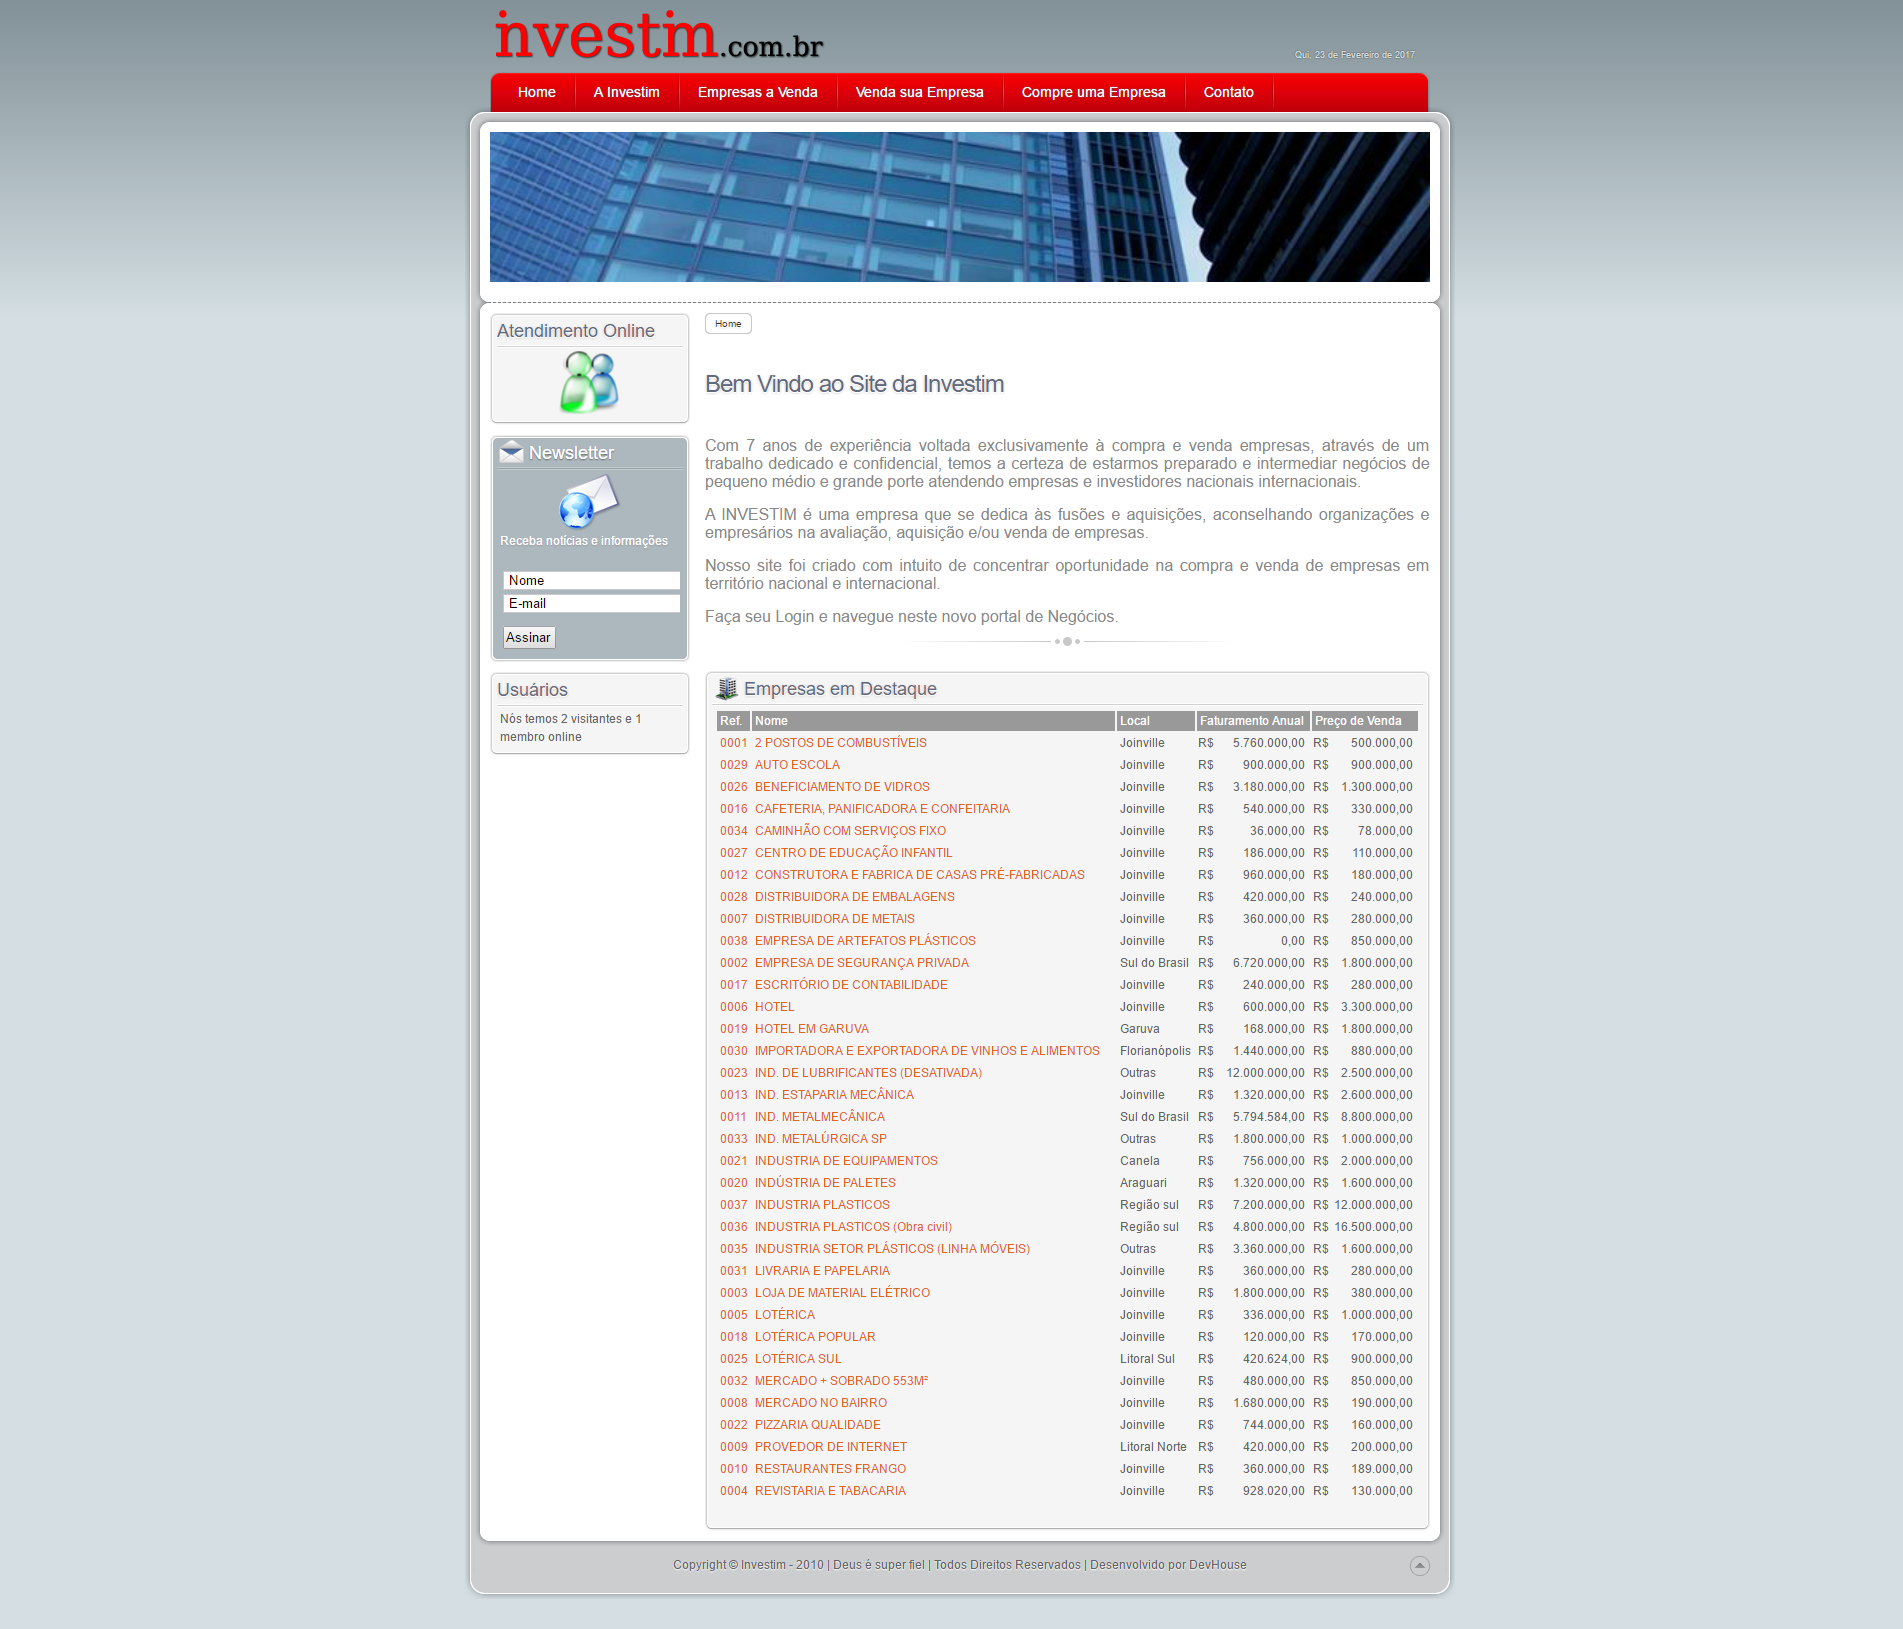 investim.com.br
Qui, 23 de Fevereiro de 2017
Home A Investim Empresas a Venda Venda sua Empresa Compre uma Empresa Contato
Atendimento Online
Newsletter
Receba notícias e informações
Nome
E-mail
Assinar
Usuários
Nós temos 2 visitantes e 1
membro online
Home
Bem Vindo ao Site da Investim
Com 7 anos de experiência voltada exclusivamente à compra e venda empresas, através de um
trabalho dedicado e confidencial, temos a certeza de estarmos preparado e intermediar negócios de
pequeno médio e grande porte atendendo empresas e investidores nacionais internacionais.
A INVESTIM é uma empresa que se dedica às fusões e aquisições, aconselhando organizações e
empresários na avaliação, aquisição e/ou venda de empresas.
Nosso site foi criado com intuito de concentrar oportunidade na compra e venda de empresas em
território nacional e internacional.
Faça seu Login e navegue neste novo portal de Negócios.
Empresas em Destaque
Ref. Nome Local Faturamento Anual Preço de Venda
0001 2 POSTOS DE COMBUSTÍVEIS Joinville R$ 5.760.000,00 R$ 500.000,00
0029 AUTO ESCOLA Joinville R$ 900.000,00 R$ 900.000,00
0026 BENEFICIAMENTO DE VIDROS Joinville R$ 3.180.000,00 R$ 1.300.000,00
0016 CAFETERIA, PANIFICADORA E CONFEITARIA Joinville R$ 540.000,00 R$ 330.000,00
0034 CAMINHÃO COM SERVIÇOS FIXO Joinville R$ 36.000,00 R$ 78.000,00
0027 CENTRO DE EDUCAÇÃO INFANTIL Joinville R$ 186.000,00 R$ 110.000,00
0012 CONSTRUTORA E FABRICA DE CASAS PRÉ-FABRICADAS Joinville R$ 960.000,00 R$ 180.000,00
0028 DISTRIBUIDORA DE EMBALAGENS Joinville R$ 420.000,00 R$ 240.000,00
0007 DISTRIBUIDORA DE METAIS Joinville R$ 360.000,00 R$ 280.000,00
0038 EMPRESA DE ARTEFATOS PLÁSTICOS Joinville R$ 0,00 R$ 850.000,00
0002 EMPRESA DE SEGURANÇA PRIVADA Sul do Brasil R$ 6.720.000,00 R$ 1.800.000,00
0017 ESCRITÓRIO DE CONTABILIDADE Joinville R$ 240.000,00 R$ 280.000,00
0006 HOTEL Joinville R$ 600.000,00 R$ 3.300.000,00
0019 HOTEL EM GARUVA Garuva R$ 168.000,00 R$ 1.800.000,00
0030 IMPORTADORA E EXPORTADORA DE VINHOS E ALIMENTOS Florianópolis R$ 1.440.000,00 R$ 880.000,00
0023 IND. DE LUBRIFICANTES (DESATIVADA) Outras R$ 12.000.000,00 R$ 2.500.000,00
0013 IND. ESTAPARIA MECÂNICA Joinville R$ 1.320.000,00 R$ 2.600.000,00
0011 IND. METALMECÂNICA Sul do Brasil R$ 5.794.584,00 R$ 8.800.000,00
0033 IND. METALÚRGICA SP Outras R$ 1.800.000,00 R$ 1.000.000,00
0021 INDUSTRIA DE EQUIPAMENTOS Canela R$ 756.000,00 R$ 2.000.000,00
0020 INDÚSTRIA DE PALETES Araguari R$ 1.320.000,00 R$ 1.600.000,00
0037 INDUSTRIA PLASTICOS Região sul R$ 7.200.000,00 R$ 12.000.000,00
0036 INDUSTRIA PLASTICOS (Obra civil) Região sul R$ 4.800.000,00 R$ 16.500.000,00
0035 INDUSTRIA SETOR PLÁSTICOS (LINHA MÓVEIS) Outras R$ 3.360.000,00 R$ 1.600.000,00
0031 LIVRARIA E PAPELARIA Joinville R$ 360.000,00 R$ 280.000,00
0003 LOJA DE MATERIAL ELÉTRICO Joinville R$ 1.800.000,00 R$ 380.000,00
0005 LOTÉRICA Joinville R$ 336.000,00 R$ 1.000.000,00
0018 LOTÉRICA POPULAR Joinville R$ 120.000,00 R$ 170.000,00
0025 LOTÉRICA SUL Litoral Sul R$ 420.624,00 R$ 900.000,00
0032 MERCADO + SOBRADO 553M² Joinville R$ 480.000,00 R$ 850.000,00
0008 MERCADO NO BAIRRO Joinville R$ 1.680.000,00 R$ 190.000,00
0022 PIZZARIA QUALIDADE Joinville R$ 744.000,00 R$ 160.000,00
0009 PROVEDOR DE INTERNET Litoral Norte R$ 420.000,00 R$ 200.000,00
0010 RESTAURANTES FRANGO Joinville R$ 360.000,00 R$ 189.000,00
0004 REVISTARIA E TABACARIA Joinville R$ 928.020,00 R$ 130.000,00
Copyright © Investim - 2010 | Deus é super fiel | Todos Direitos Reservados | Desenvolvido por DevHouse